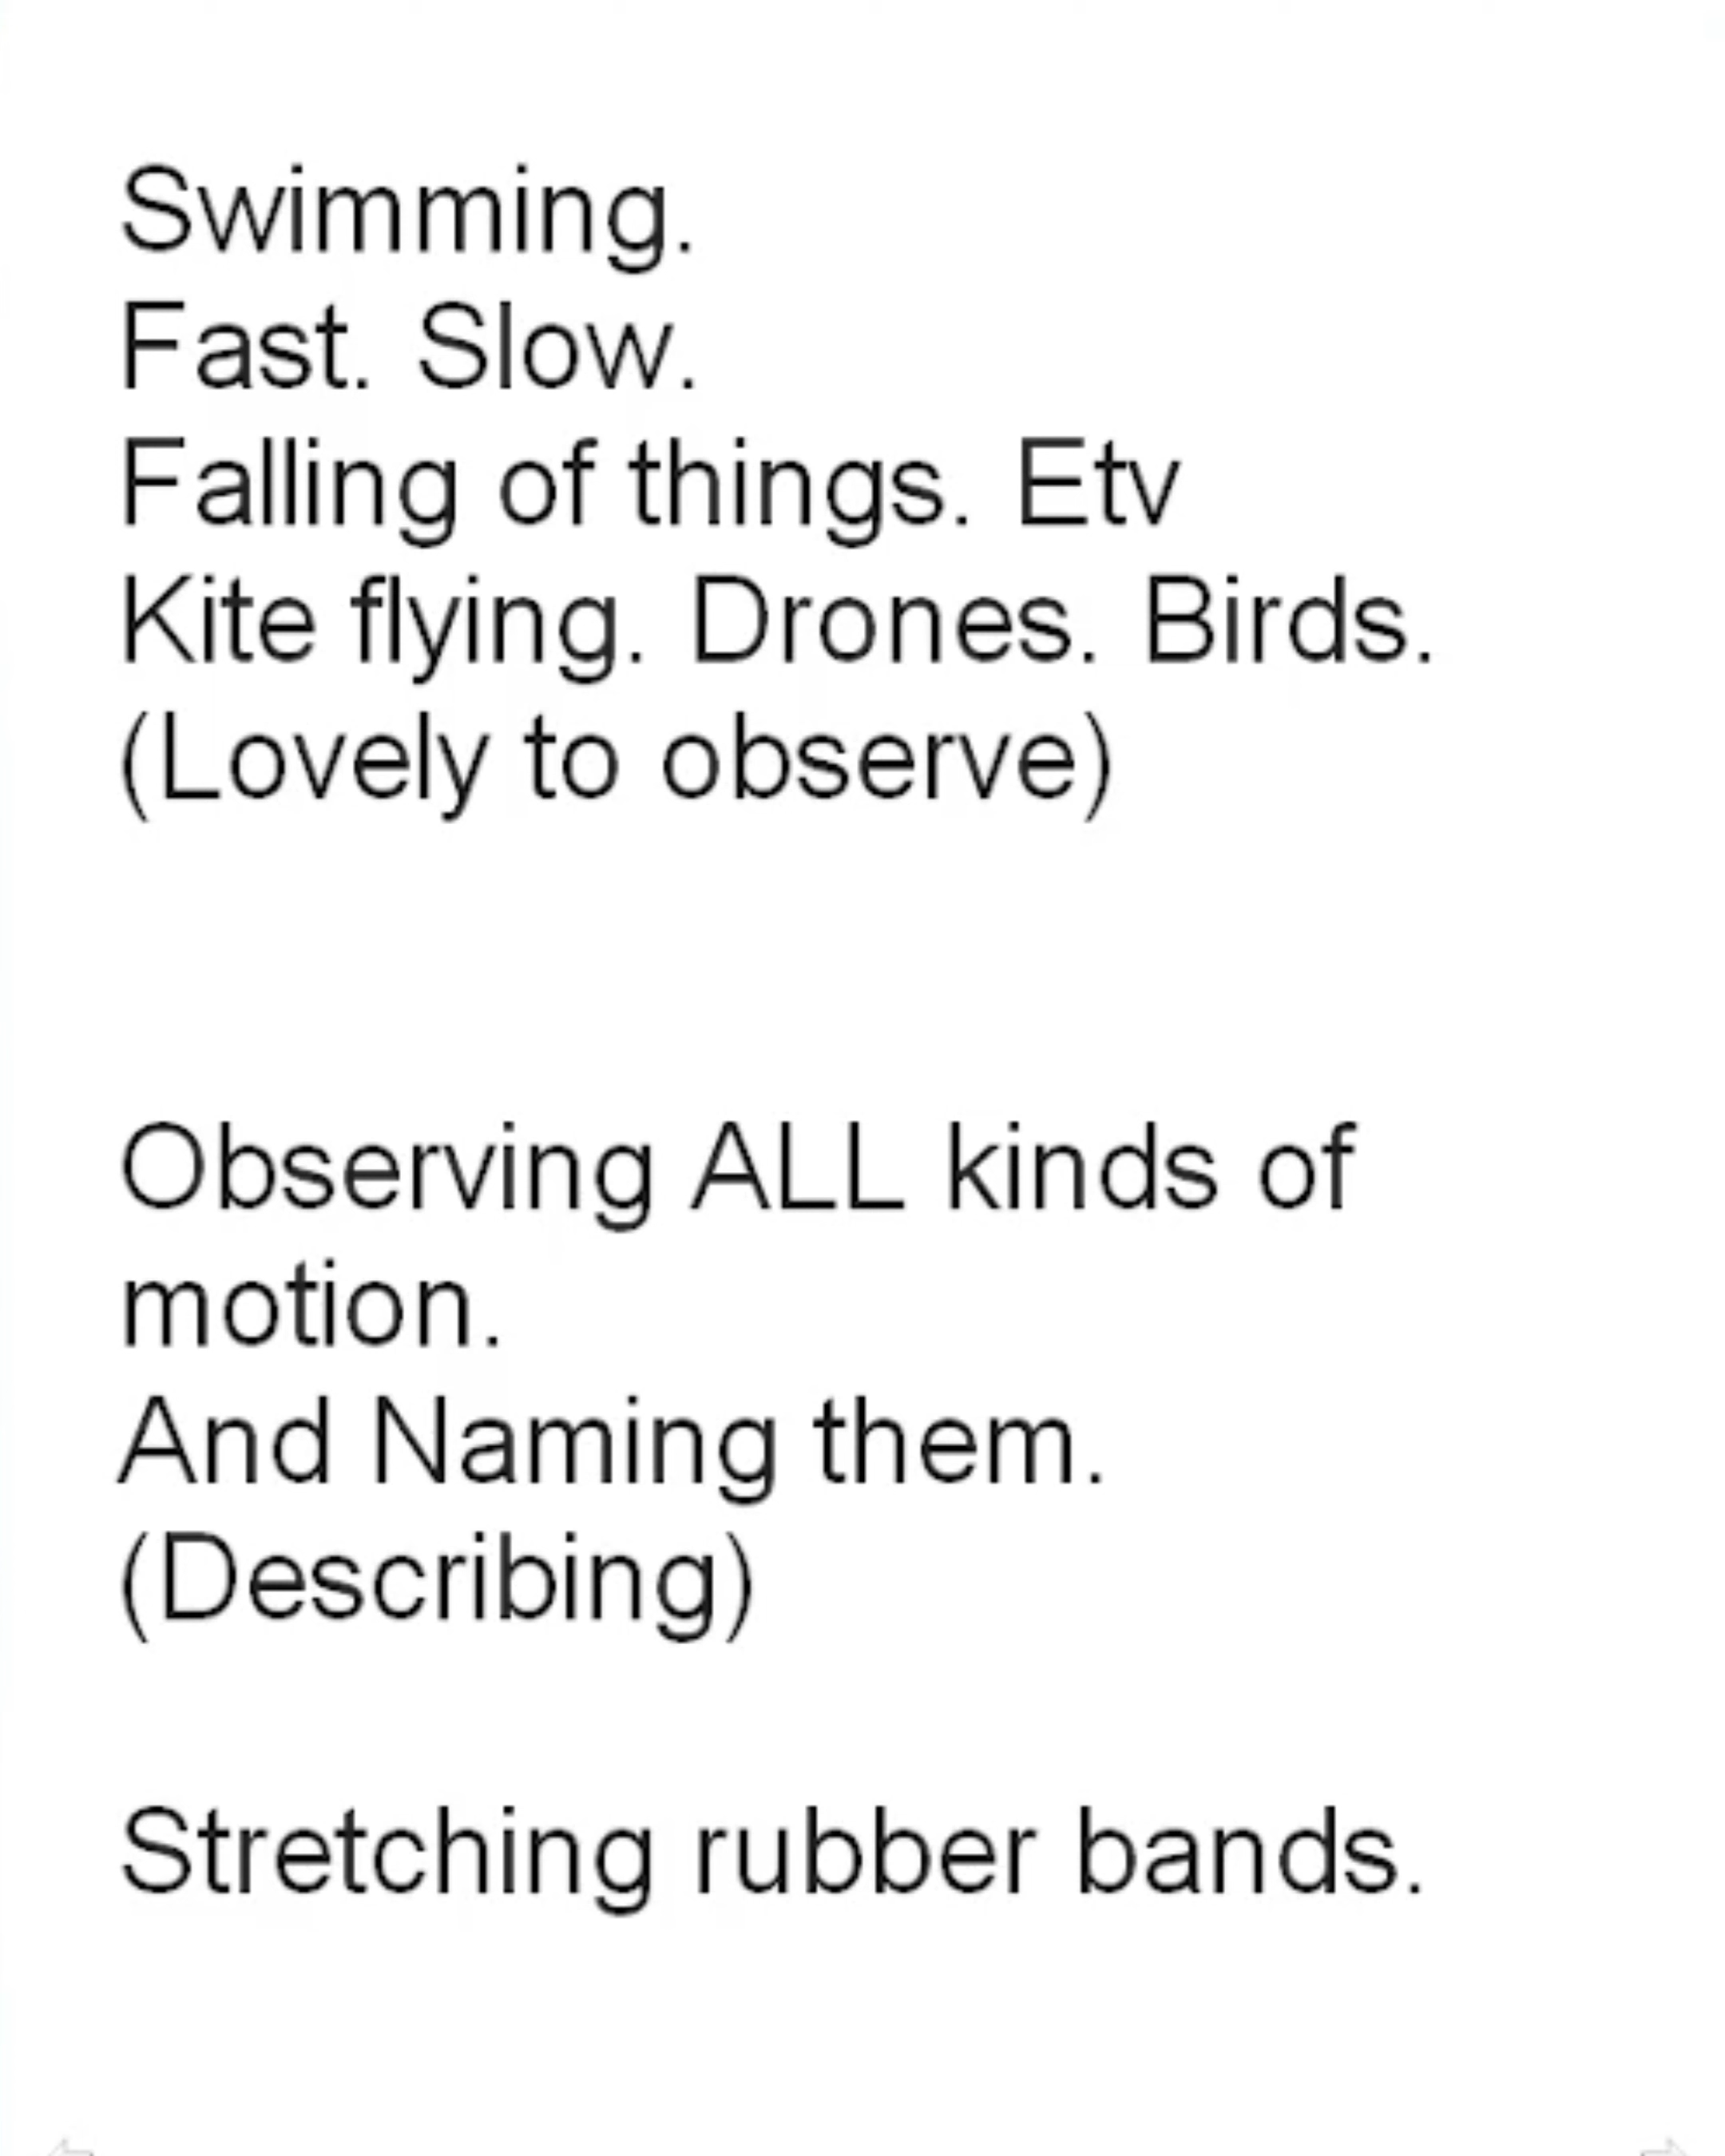 Swimming.
Fast. Slow.
Falling of things. Etv
Kite flying. Drones. Birds.
(Lovely to observe)
Observing ALL kinds of
motion.
And Naming them.
(Describing)
Stretching rubber bands.